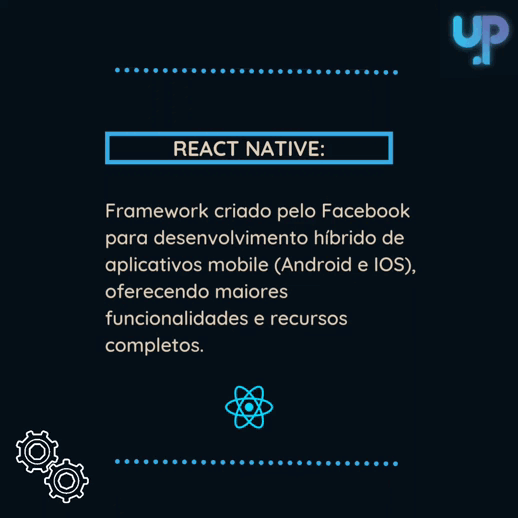 UP
REACT NATIVE:
Framework criado pelo Facebook
para desenvolvimento híbrido de
aplicativos mobile (Android e IOS),
oferecendo maiores
funcionalidades e recursos
completos.